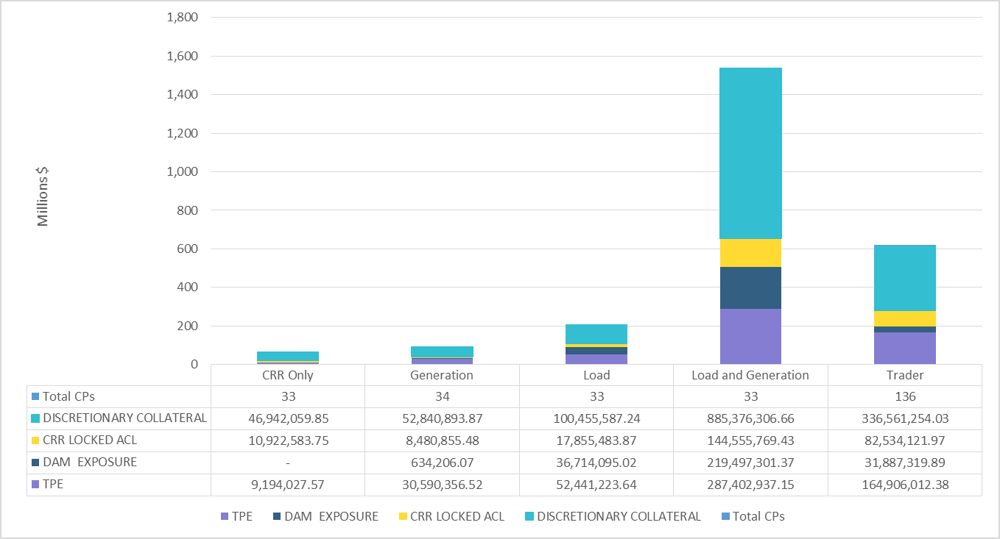 1,800
1,600
1,400
1,200
1,000
800
600
400
200
0
Millions $
CRR Only Generation Load Load and Generation Trader
Total CPs 33 34 33 33 136
DISCRETIONARY COLLATERAL 46,942,059.85 52,840,893.87 100,455,587.24 885,376,306.66 336,561,254.03
CRR LOCKED ACL 10,922,583.75 8,480,855.48 17,855,483.87 144,555,769.43 82,534,121.97
DAM EXPOSURE - 634,206.07 36,714,095.02 219,497,301.37 31,887,319.89
TPE 9,194,027.57 30,590,356.52 52,441,223.64 287,402,937.15 164,906,012.38
TPE DAM EXPOSURE CRR LOCKED ACL DISCRETIONARY COLLATERAL Total CPs